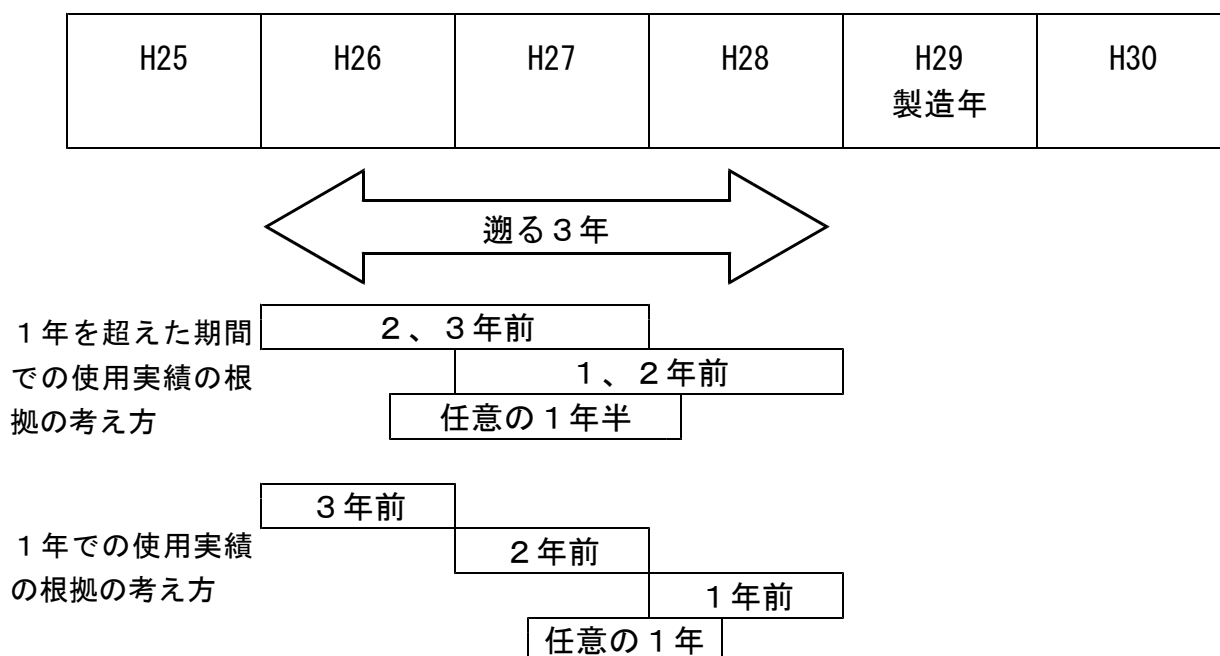 H25 H26 H27 H28 H29 H30
製造年
遡る３年
１年を超えた期間
での使用実績の根
拠の考え方
２、３年前
１、２年前
任意の１年半
１年での使用実績
の根拠の考え方
３年前
２年前
１年前
任意の１年